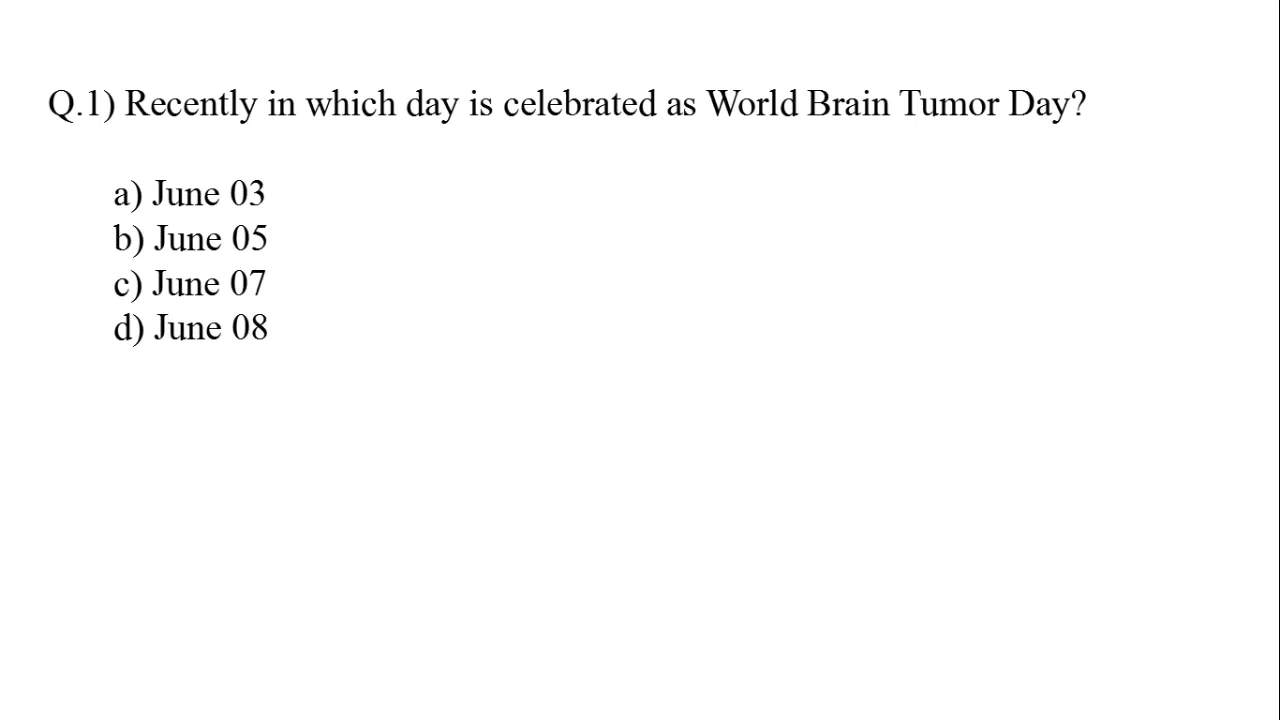 Q.1) Recently in which day is celebrated as World Brain Tumor Day?
a) June 03
b) June 05
c) June 07
d) June 08